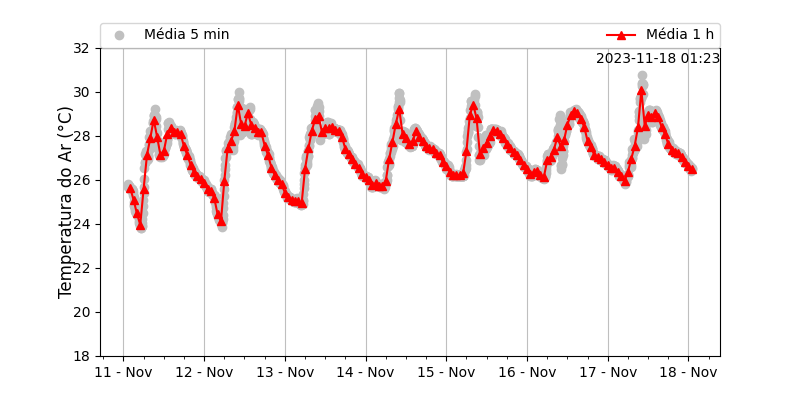 Média 5 min
Média 1 h
2023-11-18 01:23
Temperatura do Ar (°C)
32
30
28
26
24
22
20
18
11 - Nov
12 - Nov
13 - Nov
14 - Nov
15 - Nov
16 - Nov
17 - Nov
18 - Nov